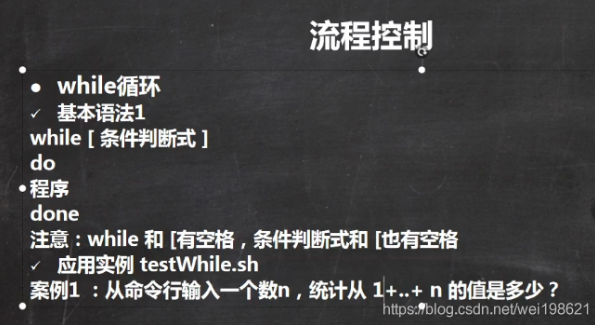 流程控制
● while循环
✓ 基本语法1
while [ 条件判断式 ]
do
程序
done
注意：while 和 [有空格，条件判断式和 [也有空格
✓ 应用实例 testWhile.sh
案例1 ：从命令行输入一个数n，统计从 1+..+ n 的值是多少？
https://blog.csdn.net/wei198621